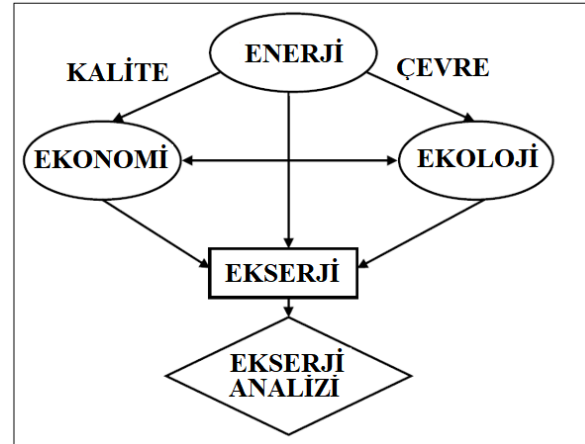 ENERJİ
KALİTE
ÇEVRE
EKONOMİ
EKOLOJİ
EKSERJİ
EKSERJİ
ANALİZİ